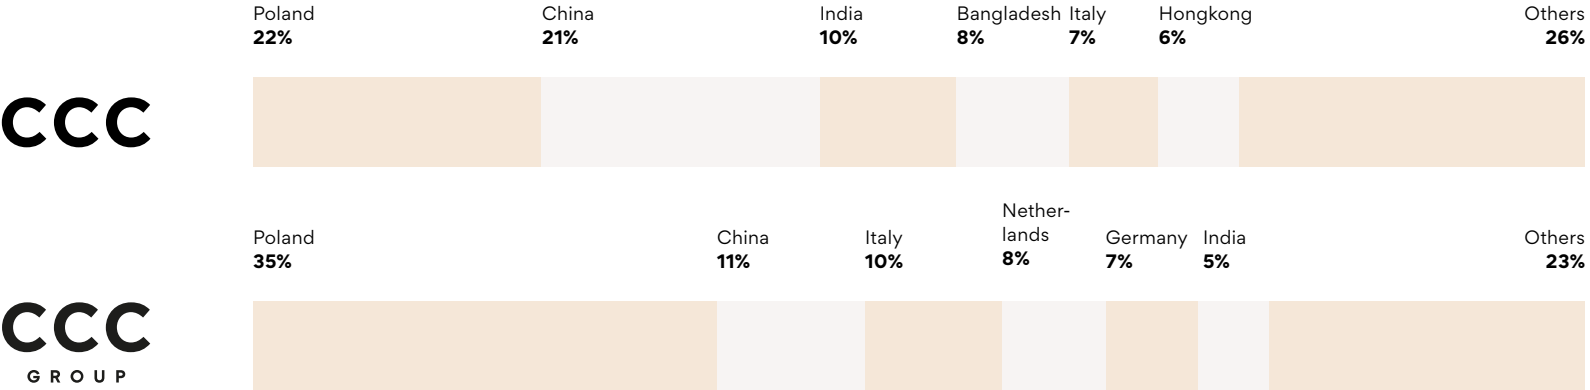 Poland China India Bangladesh Italy Hongkong Others
22% 21% 10% 8% 7% 6% 26%
CCC
Poland China Italy Nether-
lands Germany India Others
35% 11% 10% 8% 7% 5% 23%
CCC
GROUP